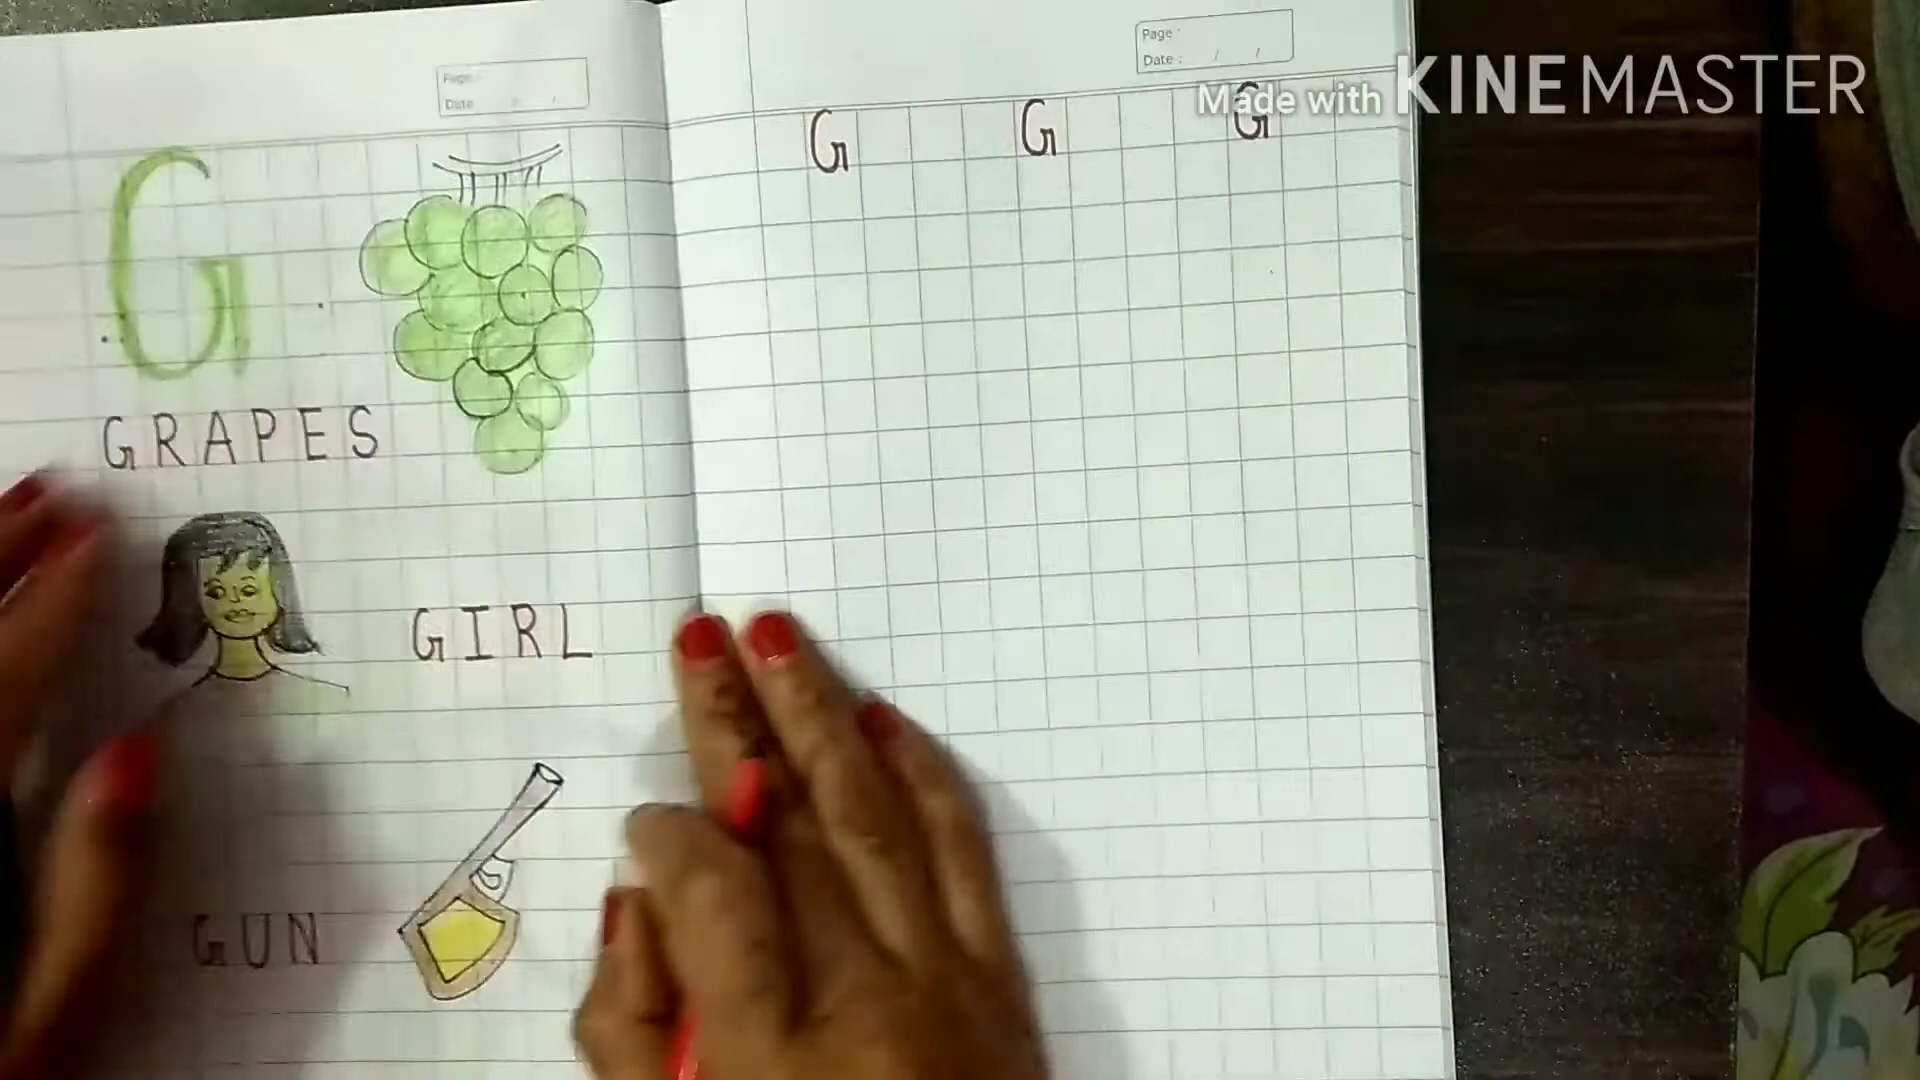 Page :
Date : / /
Page :
Date : / /
Made with KINEMASTER
G G G G
GRAPES
GIRL
GUN